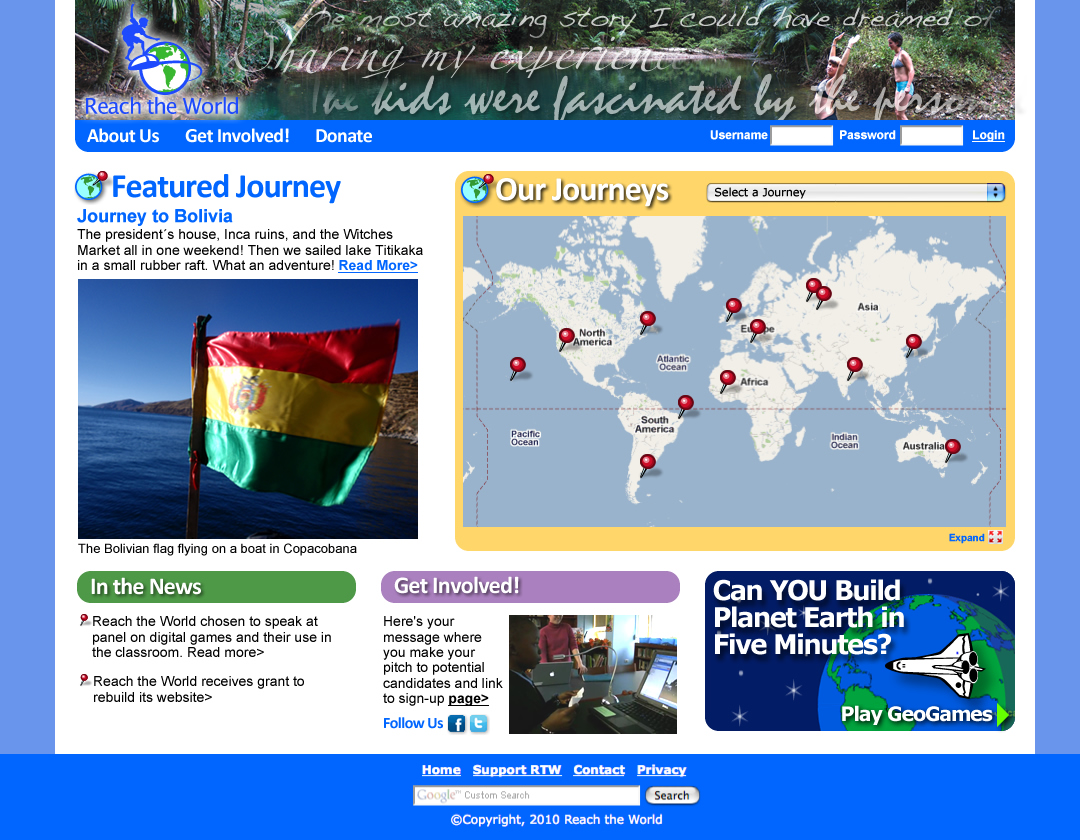 The most amazing story I could have dreamed of
Sharing my experience
The kids were fascinated by the perso
Reach the World
About Us Get Involved! Donate Username Password Login
Featured Journey
Journey to Bolivia
The president´s house, Inca ruins, and the Witches
Market all in one weekend! Then we sailed lake Titikaka
in a small rubber raft. What an adventure! Read More>
The Bolivian flag flying on a boat in Copacobana
Our Journeys Select a Journey
Asia
Europe
North
America
Atlantic
Ocean
Africa
South
America
Pacific
Ocean
Indian
Ocean
Australia
Expand
In the News
Reach the World chosen to speak at
panel on digital games and their use in
the classroom. Read more>
Reach the World receives grant to
rebuild its website>
Get Involved!
Here's your
message where
you make your
pitch to potential
candidates and link
to sign-up page>
Follow Us f t
Can YOU Build
Planet Earth in
Five Minutes?
Play GeoGames
Home Support RTW Contact Privacy
Google™ Custom Search Search
©Copyright, 2010 Reach the World